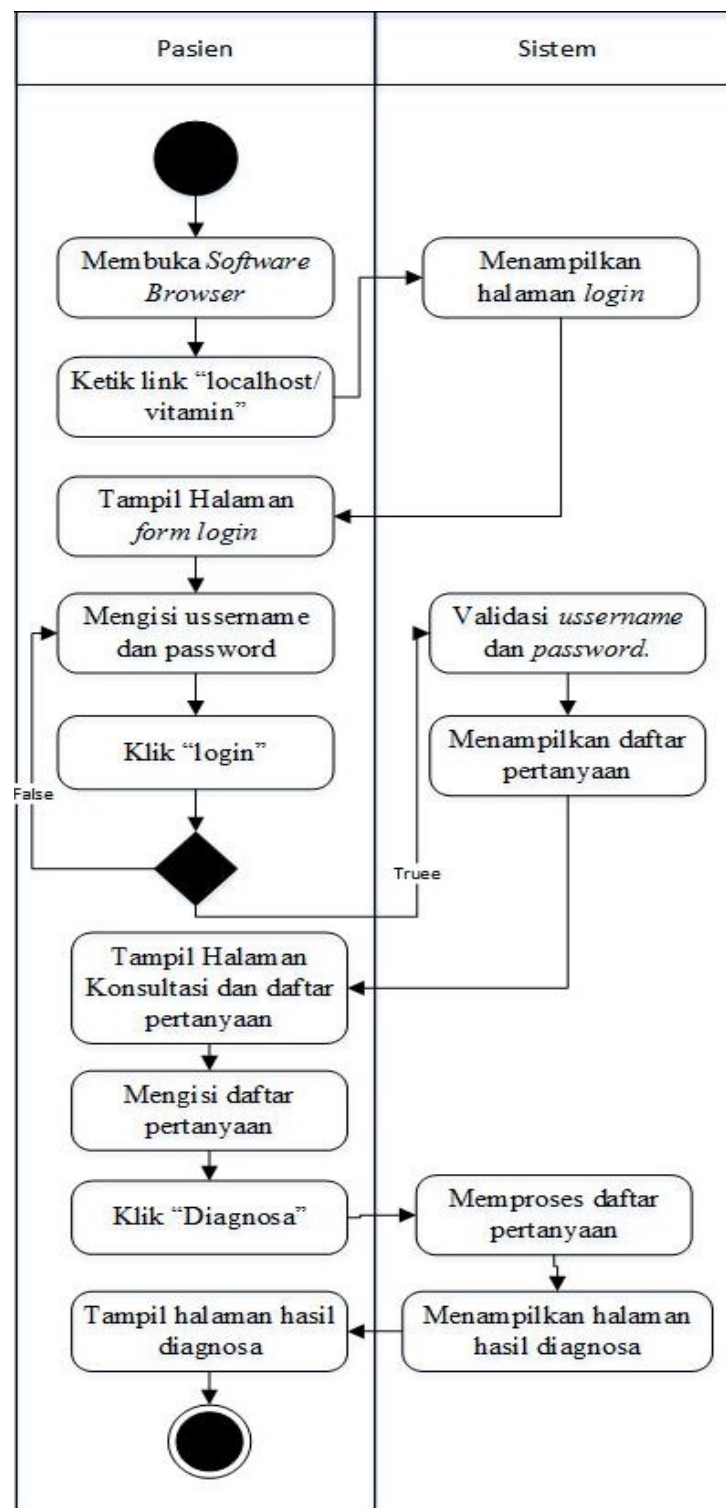 Pasien
Sistem
Membuka Software
Browser
Menampilkan
halaman login
Ketik link “localhost/
vitamin”
Tampil Halaman
form login
Mengisi ussername
dan password
Validasi ussername
dan password.
Klik “login”
Menampilkan daftar
pertanyaan
False
Truee
Tampil Halaman
Konsultasi dan daftar
pertanyaan
Mengisi daftar
pertanyaan
Klik “Diagnosa”
Memproses daftar
pertanyaan
Tampil halaman hasil
diagnosa
Menampilkan halaman
hasil diagnosa